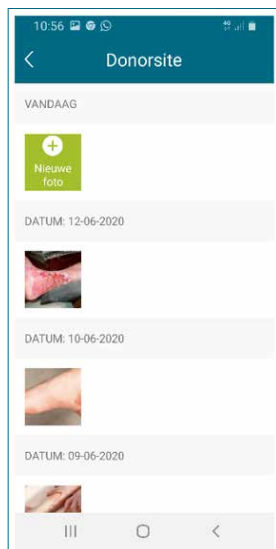 10:56
Donorsite
VANDAAG
Nieuwe
foto
DATUM: 12-06-2020
DATUM: 10-06-2020
DATUM: 09-06-2020